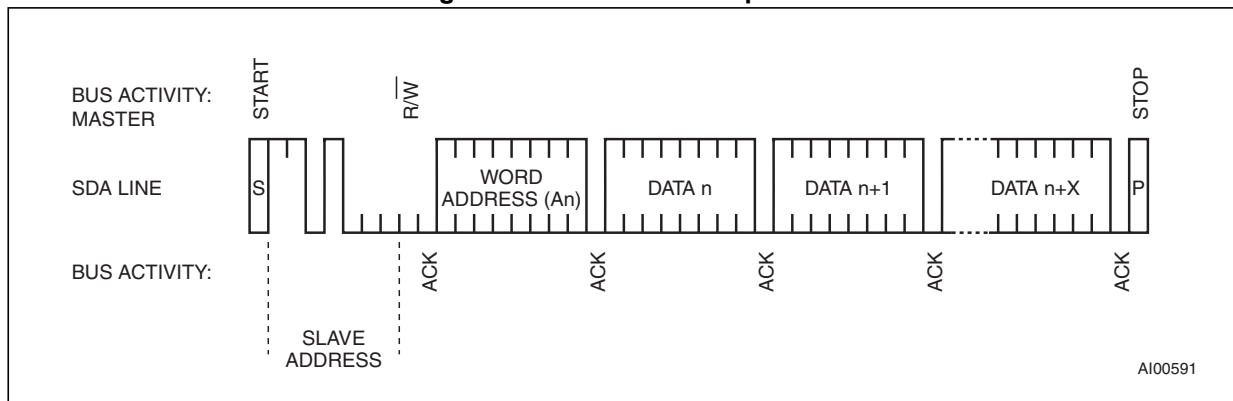 BUS ACTIVITY:
MASTER
START
R/W
STOP
SDA LINE
S
WORD
ADDRESS (An)
DATA n
DATA n+1
DATA n+X
P
BUS ACTIVITY:
ACK
ACK
ACK
ACK
ACK
SLAVE
ADDRESS
AI00591